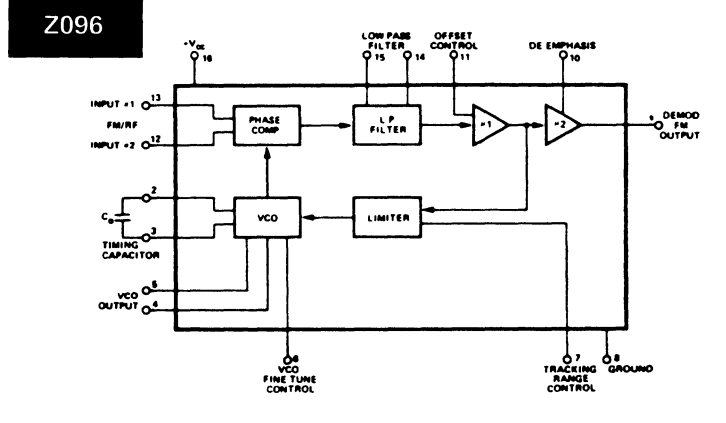 Z096
+Vcc
16
LOW PASS
FILTER
15
14
OFFSET
CONTROL
11
DE EMPHASIS
10
INPUT #1
13
FM/RF
INPUT #2
12
PHASE
COMP
L P
FILTER
#1
#2
DEMOD
FM
OUTPUT
2
Co
3
TIMING
CAPACITOR
VCO
LIMITER
5
VCO
OUTPUT
4
6
VCO
FINE TUNE
CONTROL
7
TRACKING
RANGE
CONTROL
8
GROUND